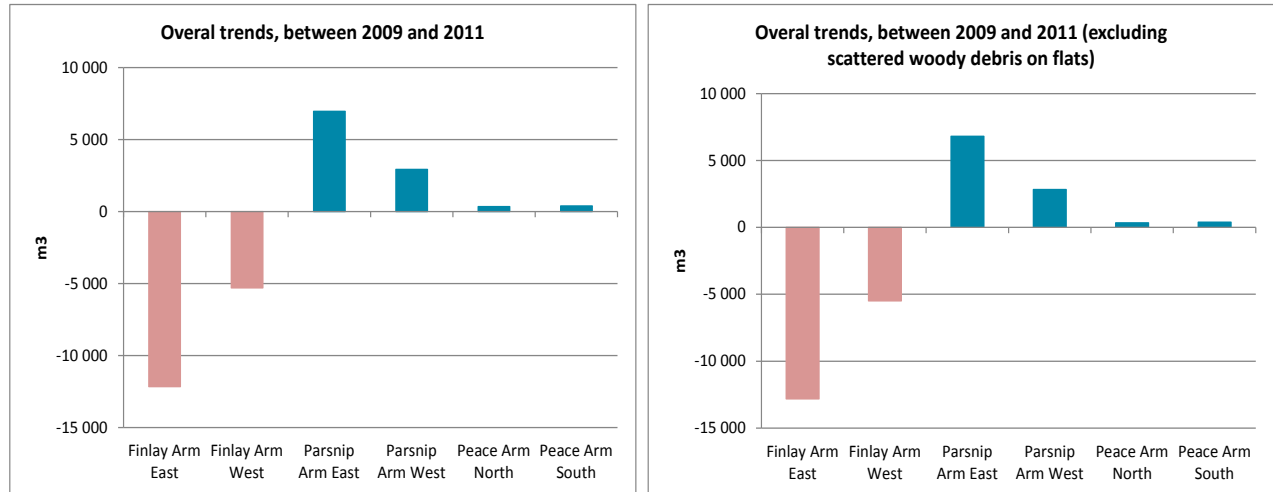 Overal trends, between 2009 and 2011
10 000
5 000
0
-5 000
-10 000
-15 000
m3
Finlay Arm
East
Finlay Arm
West
Parsnip
Arm East
Parsnip
Arm West
Peace Arm
North
Peace Arm
South
Overal trends, between 2009 and 2011 (excluding
scattered woody debris on flats)
10 000
5 000
0
-5 000
-10 000
-15 000
m3
Finlay Arm
East
Finlay Arm
West
Parsnip
Arm East
Parsnip
Arm West
Peace Arm
North
Peace Arm
South